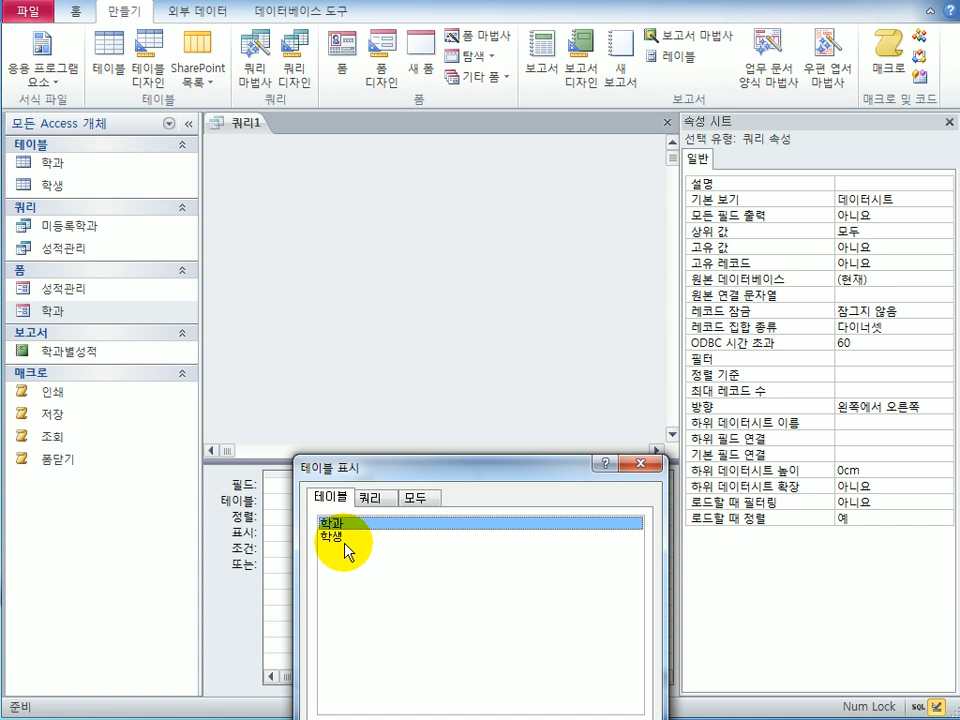 파일 홈 만들기 외부 데이터 데이터베이스 도구
응용 프로그램 요소 테이블 테이블 디자인 SharePoint 목록 쿼리 마법사 쿼리 디자인 폼 폼 디자인 새 폼 폼 마법사 탐색 기타 폼 보고서 보고서 디자인 새 보고서 보고서 마법사 레이블 업무 문서 양식 마법사 우편 엽서 마법사 매크로
서식 파일 테이블 쿼리 폼 보고서 매크로 및 코드
모든 Access 개체
테이블
학과
학생
쿼리
미등록학과
성적관리
폼
성적관리
학과
보고서
학과별성적
매크로
인쇄
저장
조회
폼닫기
쿼리1
필드:
테이블:
정렬:
표시:
조건:
또는:
테이블 표시
테이블 쿼리 모두
학과
학생
속성 시트
선택 유형: 쿼리 속성
일반
설명
기본 보기 데이터시트
모든 필드 출력 아니요
상위 값 모두
고유 값 아니요
고유 레코드 아니요
원본 데이터베이스 (현재)
원본 연결 문자열
레코드 잠금 잠그지 않음
레코드 집합 종류 다이너셋
ODBC 시간 초과 60
필터
정렬 기준
최대 레코드 수
방향 왼쪽에서 오른쪽
하위 데이터시트 이름
하위 필드 연결
기본 필드 연결
하위 데이터시트 높이 0cm
하위 데이터시트 확장 아니요
로드할 때 필터링 아니요
로드할 때 정렬 예
준비 Num Lock SQL